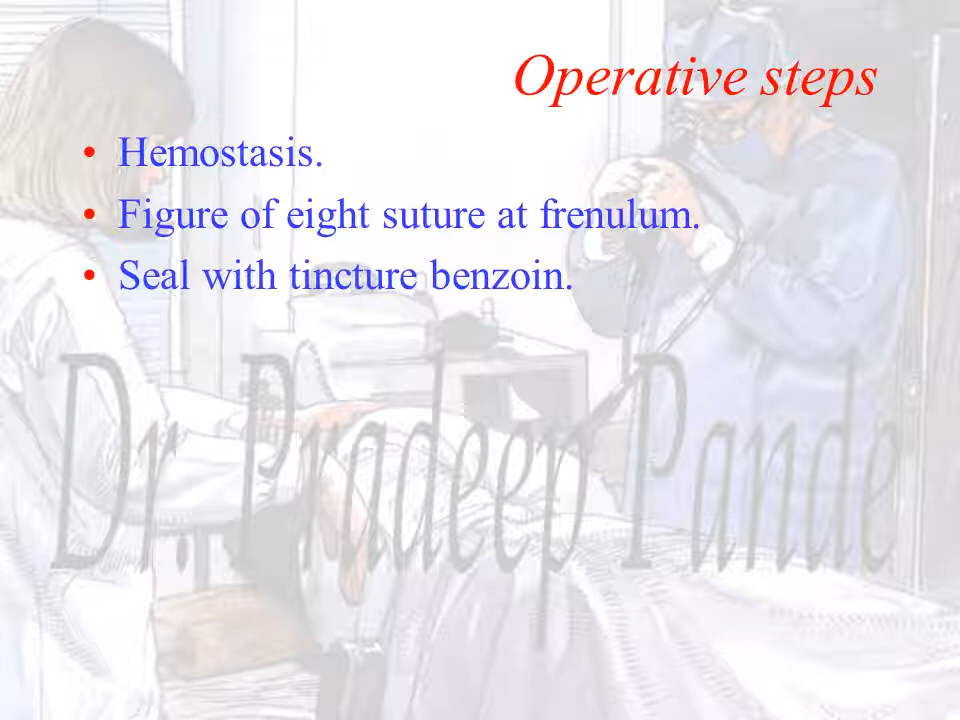 Operative steps
• Hemostasis.
• Figure of eight suture at frenulum.
• Seal with tincture benzoin.
Dr. Pradeep Pande